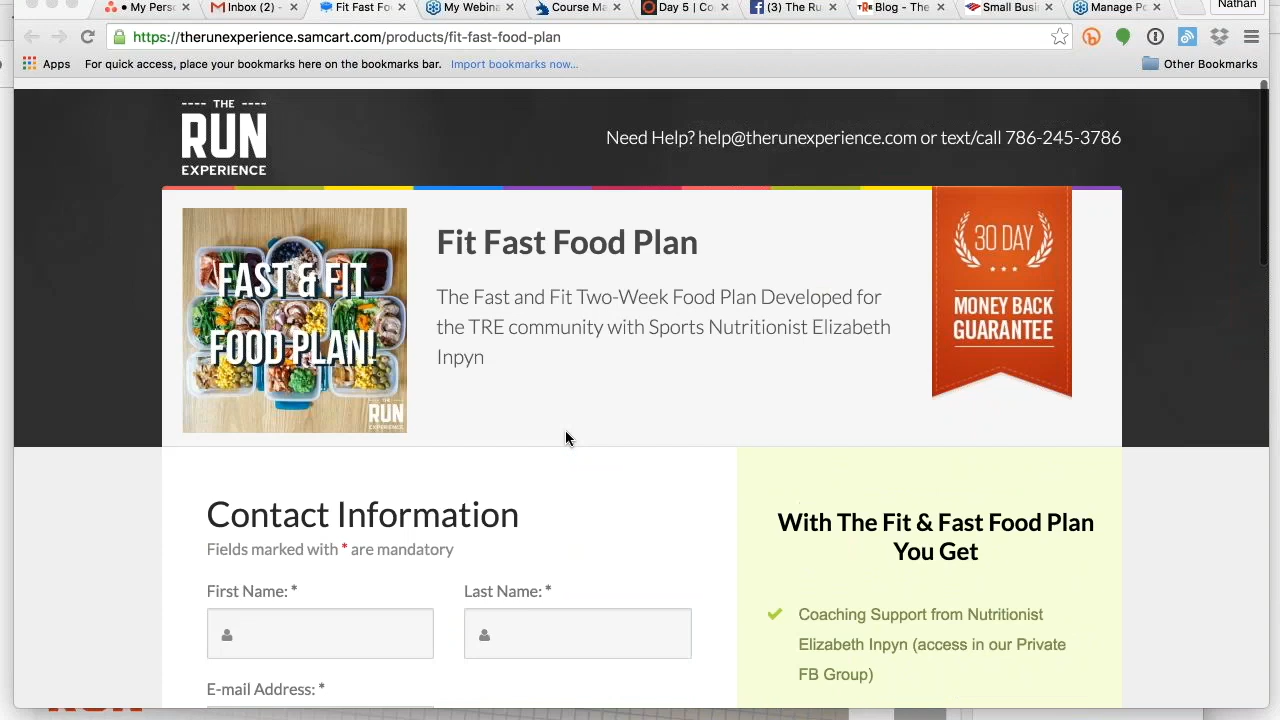 My Perso
Inbox (2) -
Fit Fast Fo
My Webina
Course Ma
Day 5 | Co
(3) The Ru
Blog - The
Small Busi
Manage Po
Nathan
https://therunexperience.samcart.com/products/fit-fast-food-plan
Apps For quick access, place your bookmarks here on the bookmarks bar. Import bookmarks now... Other Bookmarks
THE
RUN
EXPERIENCE
Need Help? help@therunexperience.com or text/call 786-245-3786
FAST & FIT
FOOD PLAN!
THE
RUN
EXPERIENCE
Fit Fast Food Plan
The Fast and Fit Two-Week Food Plan Developed for
the TRE community with Sports Nutritionist Elizabeth
Inpyn
30 DAY
MONEY BACK
GUARANTEE
Contact Information
Fields marked with * are mandatory
First Name: *
Last Name: *
E-mail Address: *
With The Fit & Fast Food Plan
You Get
Coaching Support from Nutritionist
Elizabeth Inpyn (access in our Private
FB Group)